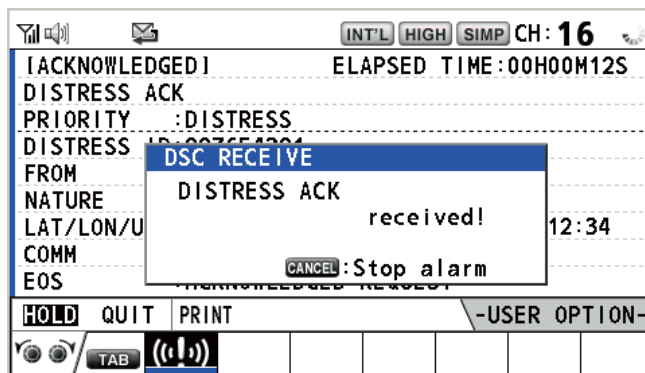 INT'L HIGH SIMP CH:16
[ACKNOWLEDGED] ELAPSED TIME:00H00M12S
DISTRESS ACK
PRIORITY :DISTRESS
DISTRESS
FROM
NATURE
LAT/LON/U 12:34
COMM
EOS
DSC RECEIVE
DISTRESS ACK
received!
CANCEL:Stop alarm
HOLD QUIT PRINT -USER OPTION-
TAB